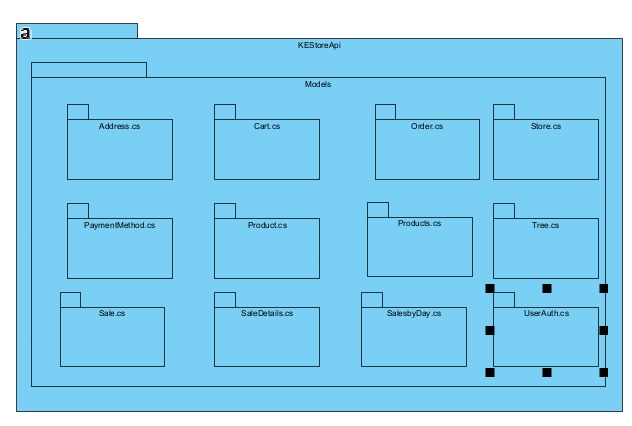 a
KEStoreApi
Models
Address.cs
Cart.cs
Order.cs
Store.cs
PaymentMethod.cs
Product.cs
Products.cs
Tree.cs
Sale.cs
SaleDetails.cs
SalesbyDay.cs
UserAuth.cs